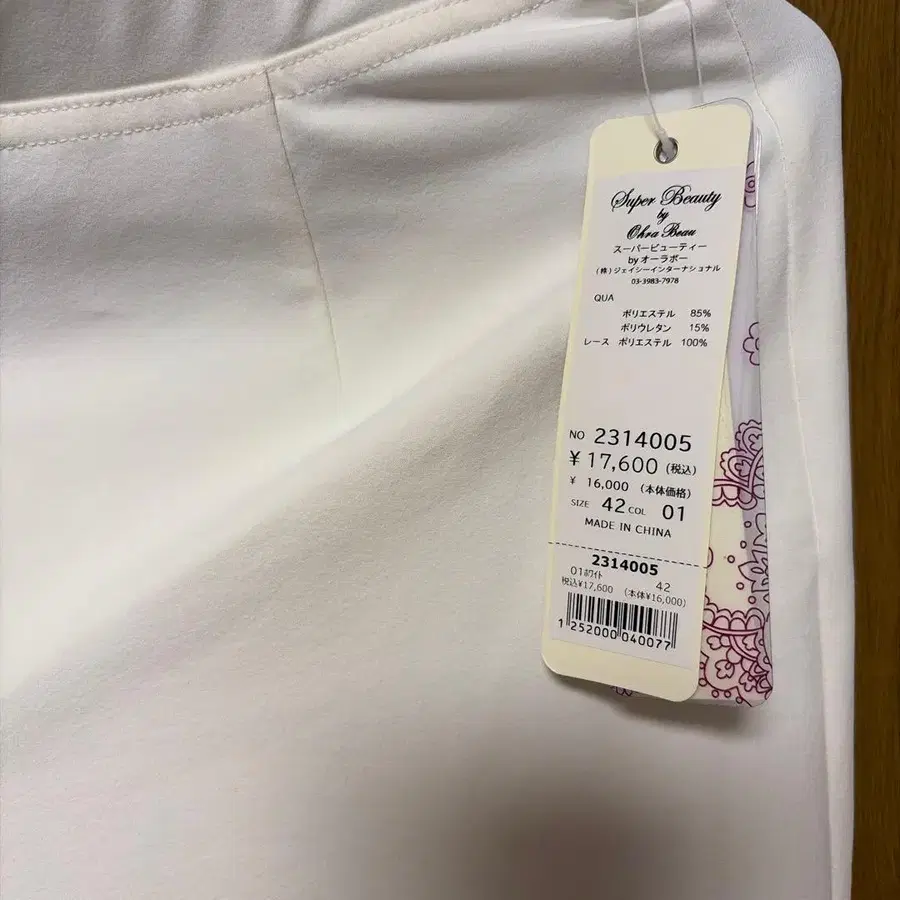 Super Beauty
by
Ohra Beau
スーパービューティー
byオーラボー
(株)ジェイシーインターナショナル
03-3983-7978
QUA
ポリエステル 85%
ポリウレタン 15%
レース ポリエステル 100%
NO 2314005
¥17,600 (税込)
¥ 16,000 (本体価格)
SIZE 42 COL 01
MADE IN CHINA
2314005
01ﾎﾜｲﾄ 42
税込¥17,600 (本体¥16,000)
1 252000 040077